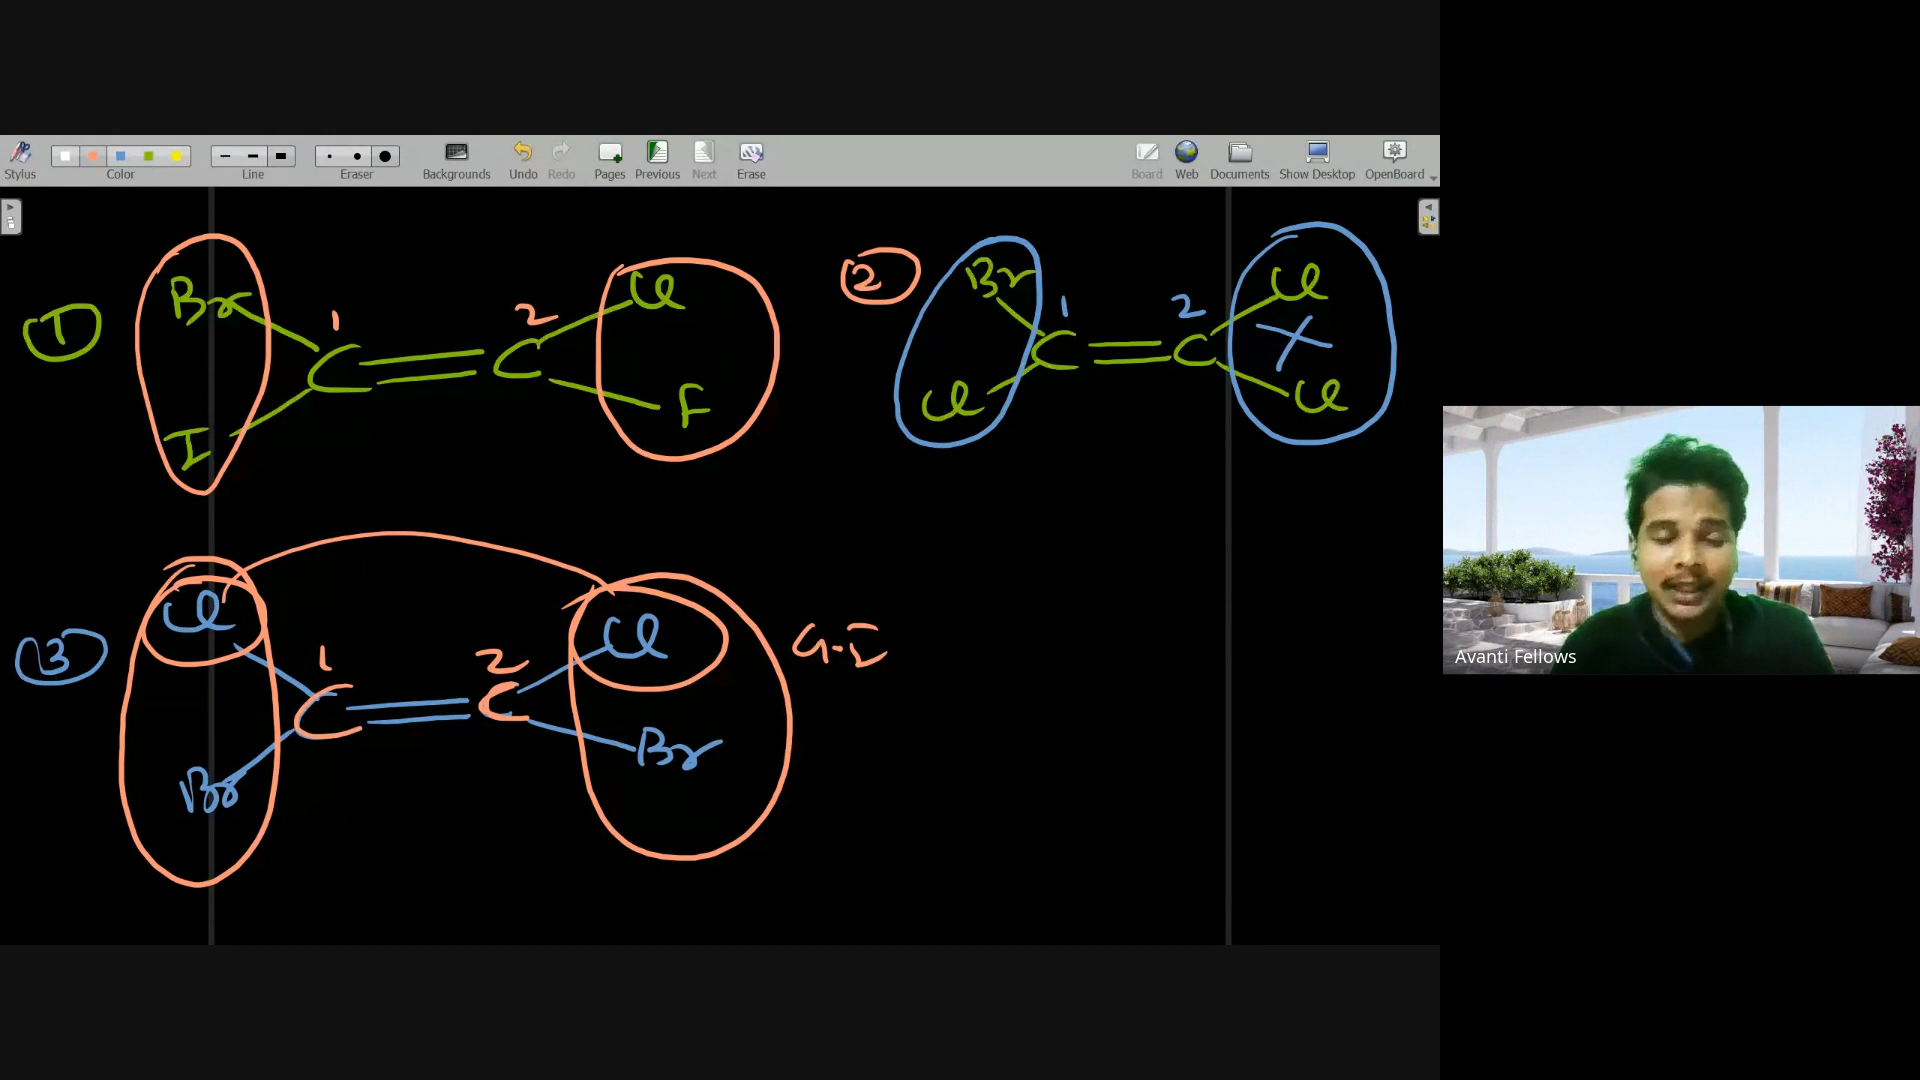 Stylus
Color
Line
Eraser
Backgrounds
Undo
Redo
Pages
Previous
Next
Erase
Board
Web
Documents
Show Desktop
OpenBoard
1
Br 1 2 Cl
C = C
I F
2
Br 1 2 Cl
C = C X
Cl Cl
3
Cl 1 2 Cl G.I
C = C
Br Br
Avanti Fellows